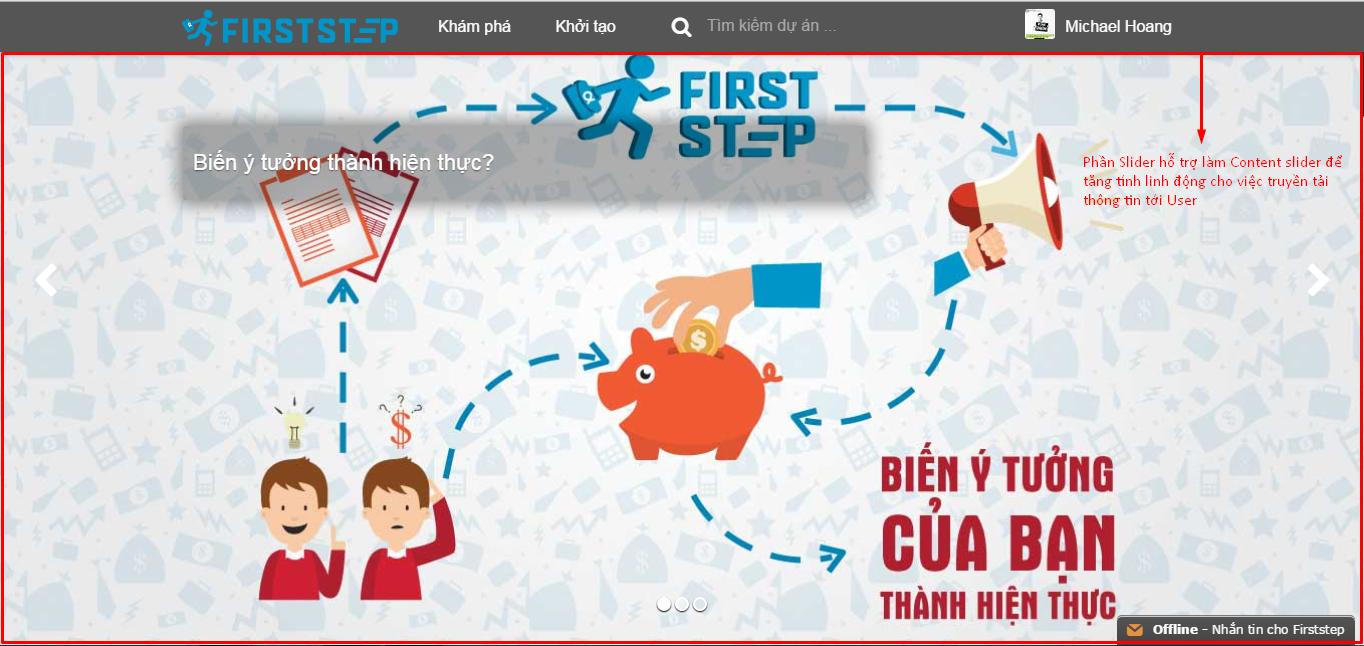 FIRSTSTEP
Khám phá
Khởi tạo
Tìm kiếm dự án ...
Michael Hoang
FIRST
STEP
Biến ý tưởng thành hiện thực?
Phần Slider hỗ trợ làm Content slider để
tăng tính linh động cho việc truyền tải
thông tin tới User
BIẾN Ý TƯỞNG
CỦA BẠN
THÀNH HIỆN THỰC
Offline - Nhắn tin cho Firststep